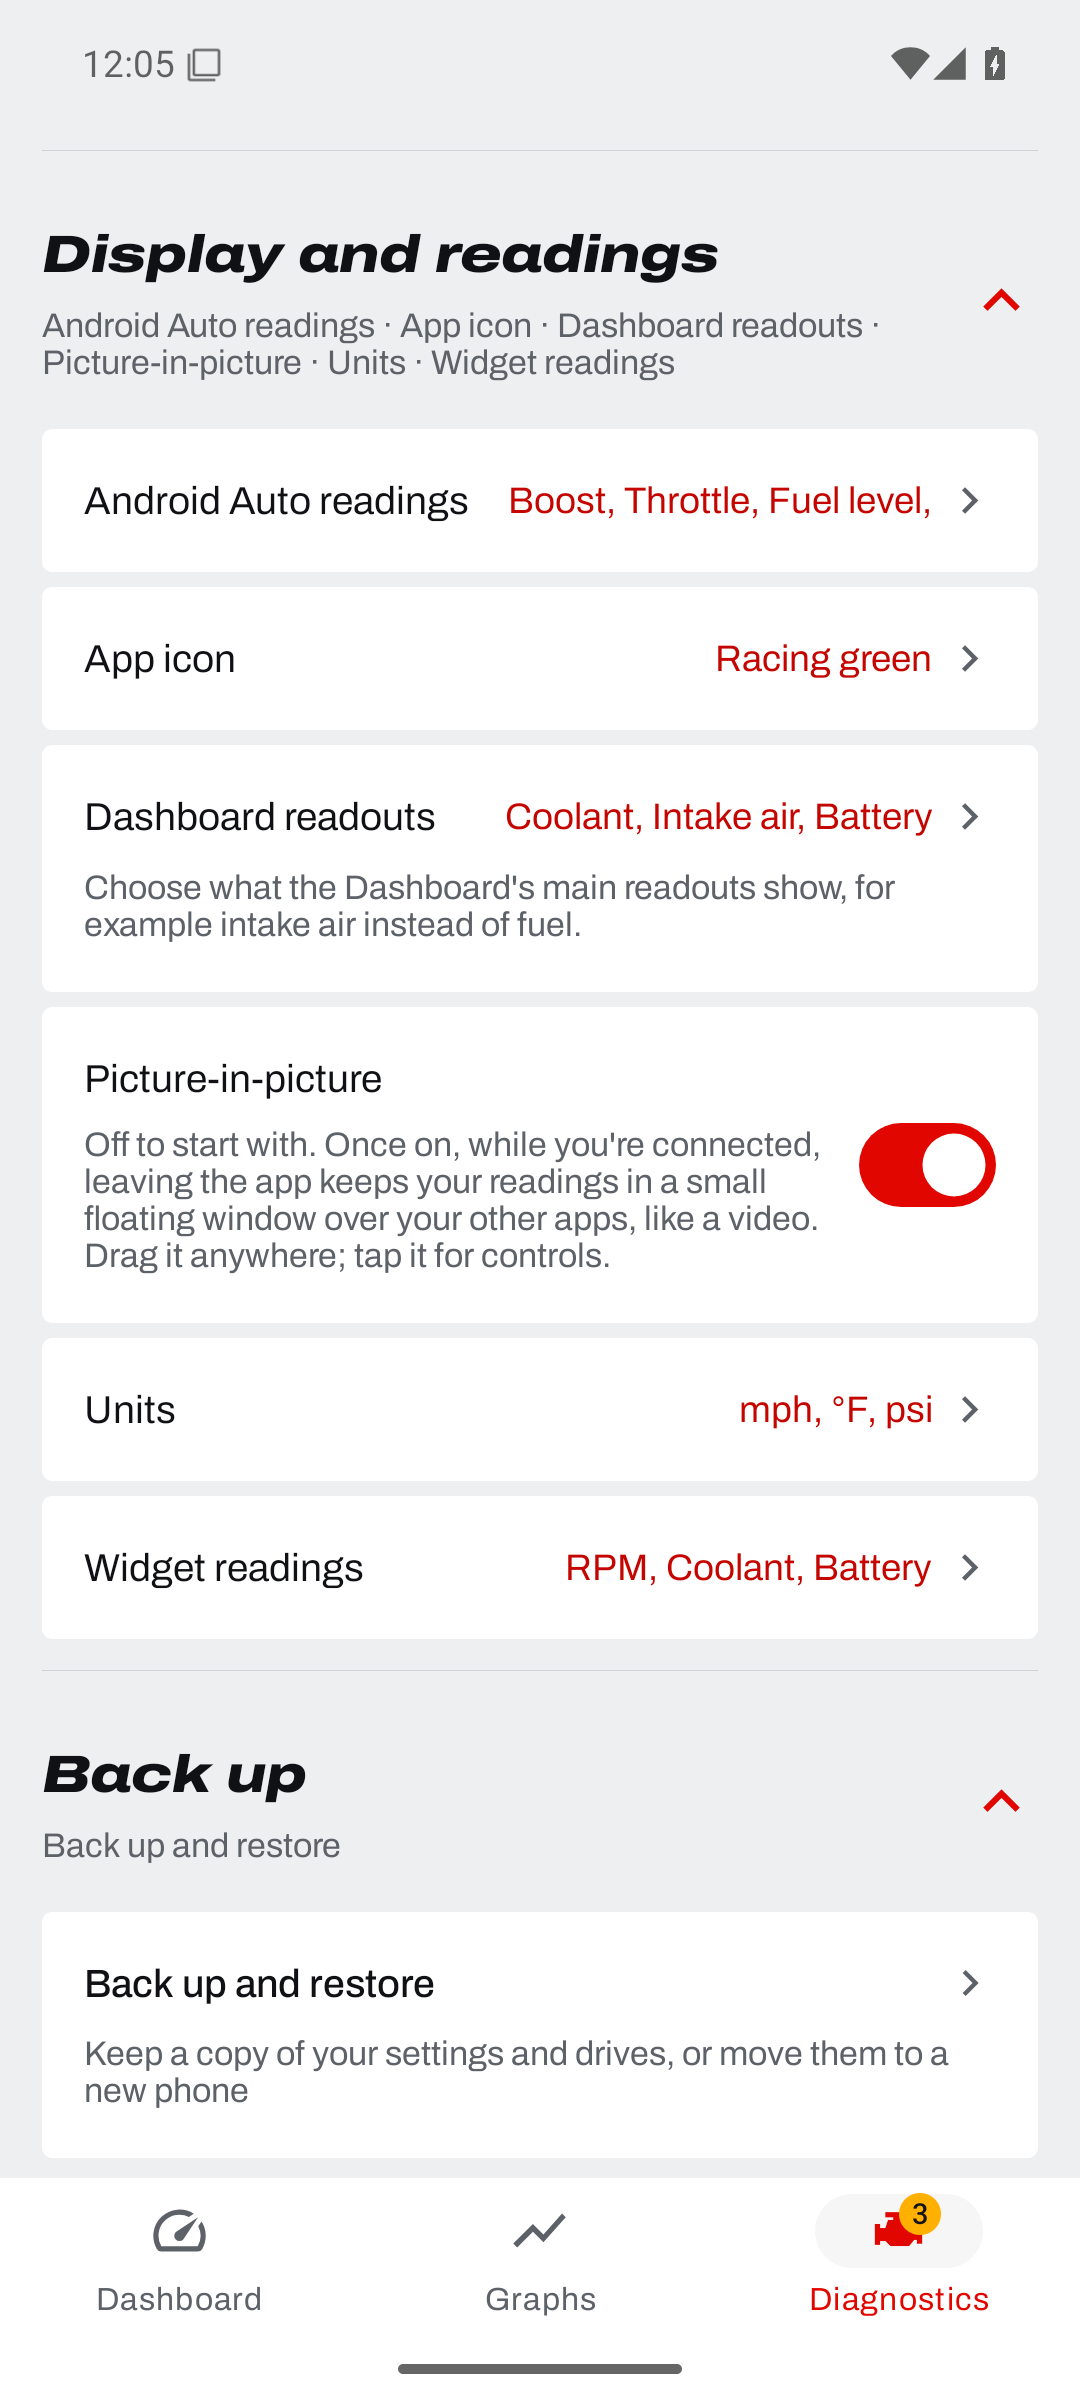 12:05
Display and readings
Android Auto readings · App icon · Dashboard readouts ·
Picture-in-picture · Units · Widget readings
Android Auto readings
Boost, Throttle, Fuel level,
App icon
Racing green
Dashboard readouts
Coolant, Intake air, Battery
Choose what the Dashboard's main readouts show, for
example intake air instead of fuel.
Picture-in-picture
Off to start with. Once on, while you're connected,
leaving the app keeps your readings in a small
floating window over your other apps, like a video.
Drag it anywhere; tap it for controls.
Units
mph, °F, psi
Widget readings
RPM, Coolant, Battery
Back up
Back up and restore
Back up and restore
Keep a copy of your settings and drives, or move them to a
new phone
3
Dashboard
Graphs
Diagnostics